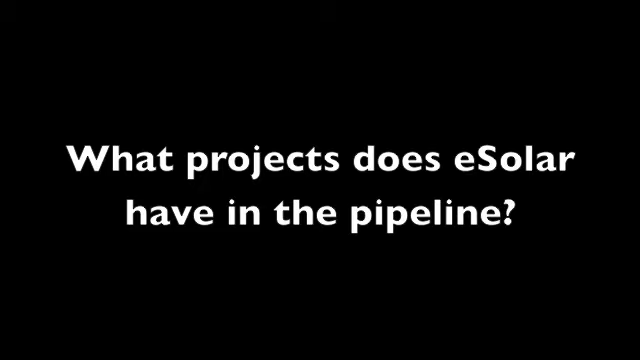 What projects does eSolar
have in the pipeline?